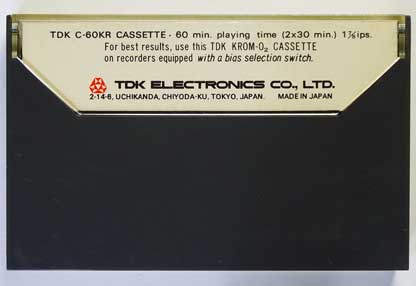 TDK C-60KR CASSETTE · 60 min. playing time (2x30 min.) 1⅞ips.
For best results, use this TDK KROM-O₂ CASSETTE
on recorders equipped with a bias selection switch.
TDK ELECTRONICS CO., LTD.
2-14-6, UCHIKANDA, CHIYODA-KU, TOKYO, JAPAN. MADE IN JAPAN